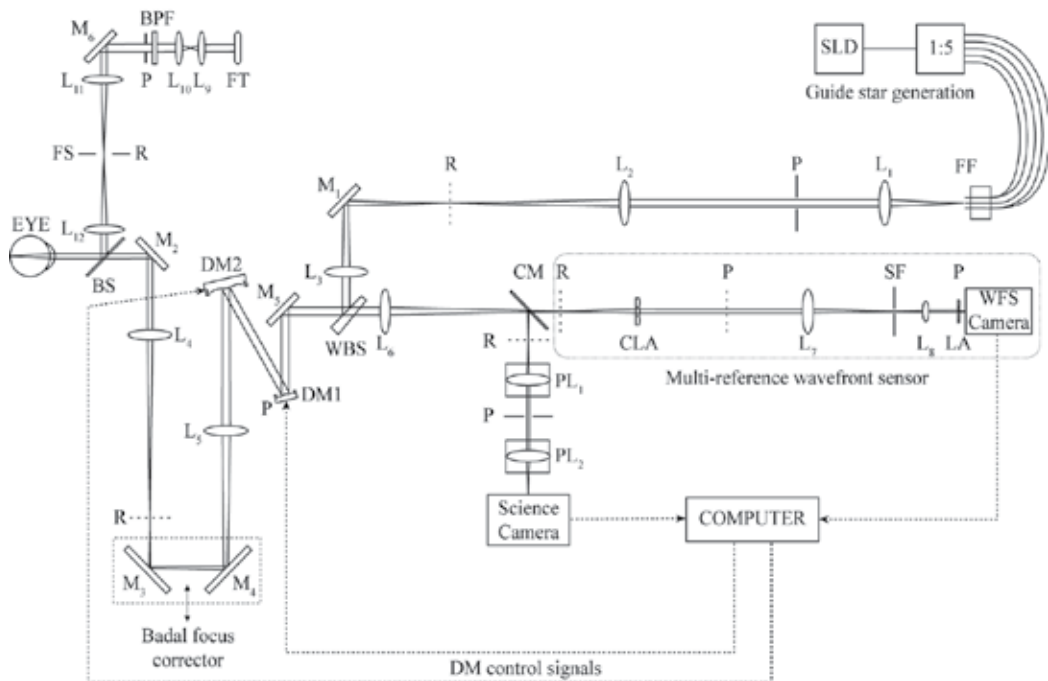 M₆
BPF
P
L₁₀
L₉
FT
L₁₁
FS
R
L₁₂
EYE
BS
M₂
SLD
1:5
Guide star generation
M₁
R
L₂
P
L₁
FF
L₃
DM2
M₅
WBS
L₆
CM
R
P
SF
P
WFS
Camera
CLA
L₇
L₈
LA
Multi-reference wavefront sensor
L₄
P
DM1
R
PL₁
P
PL₂
L₅
Science
Camera
COMPUTER
R
M₃
M₄
Badal focus
corrector
DM control signals